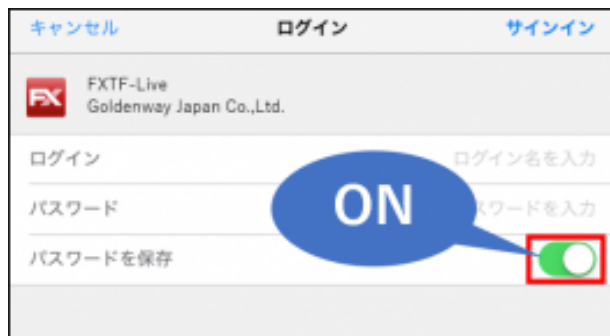 キャンセル ログイン サインイン
FX FXTF-Live
Goldenway Japan Co.,Ltd.
ログイン ログイン名を入力
パスワード スワードを入力
パスワードを保存
ON